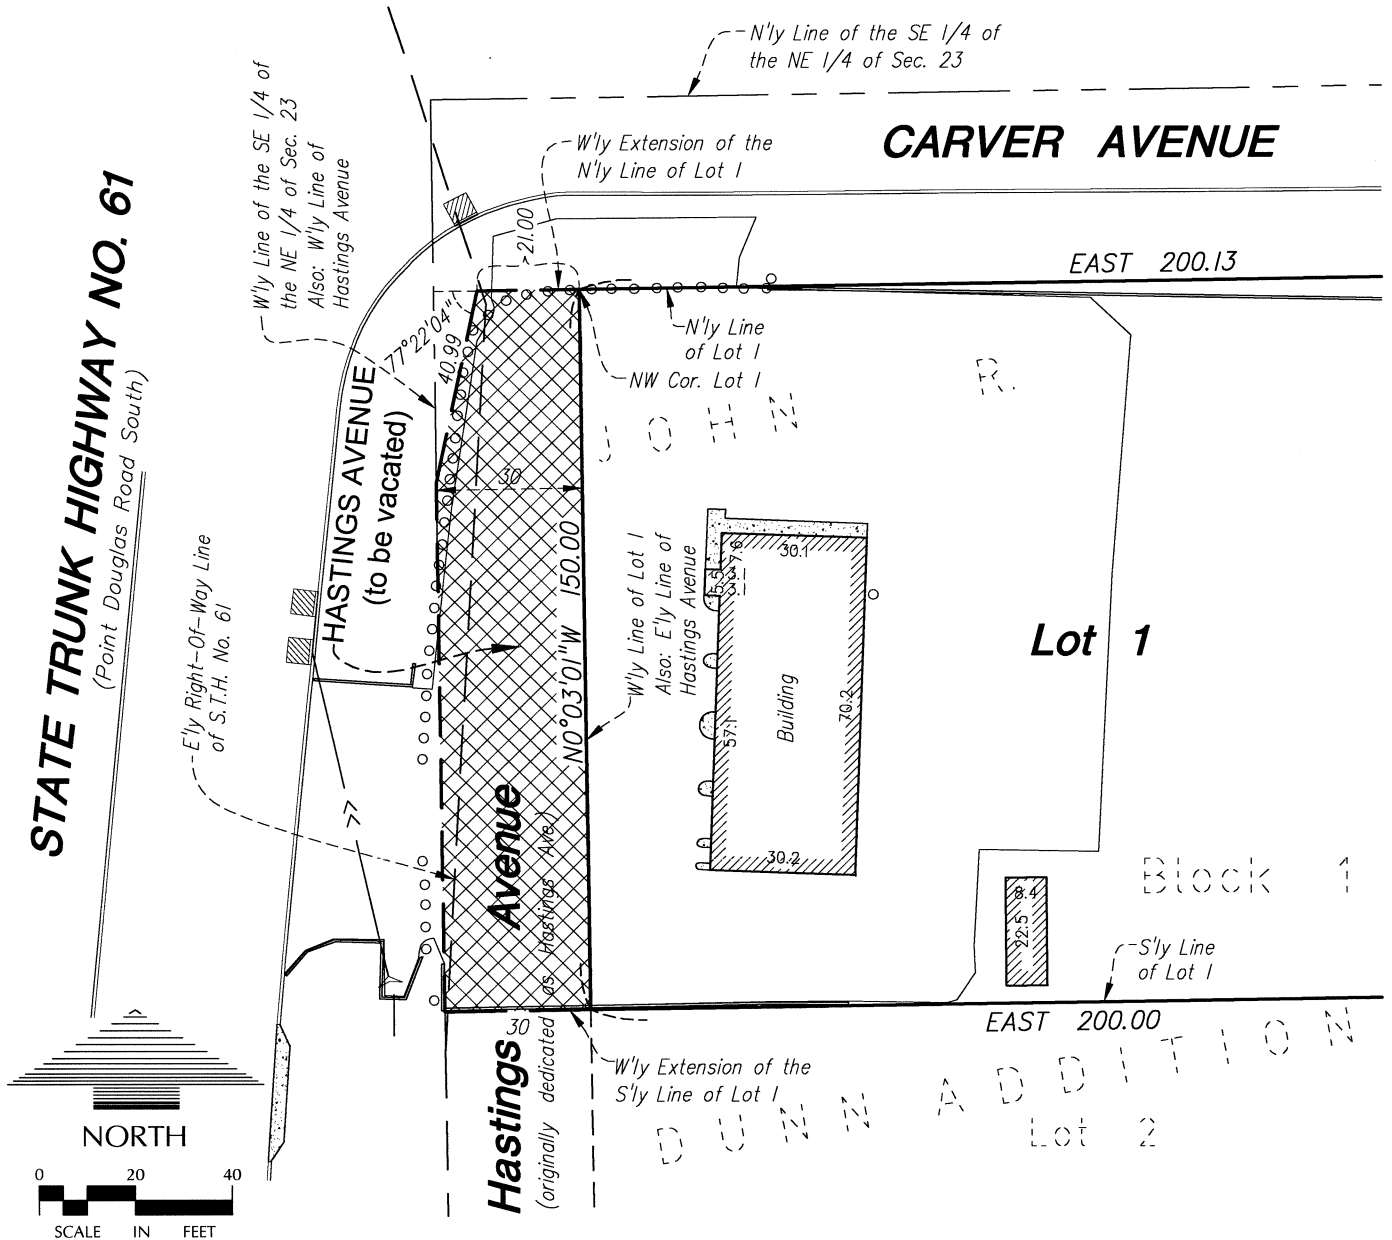 N'ly Line of the SE 1/4 of
the NE 1/4 of Sec. 23
CARVER AVENUE
W'ly Extension of the
N'ly Line of Lot 1
W'ly Line of the SE 1/4 of
the NE 1/4 of Sec. 23
Also: W'ly Line of
Hastings Avenue
STATE TRUNK HIGHWAY NO. 61
(Point Douglas Road South)
~21.00
EAST 200.13
77°22'04"
40.99
N'ly Line
of Lot 1
NW Cor. Lot 1
HASTINGS AVENUE
(to be vacated)
JOHN R.
30
N0°03'01"W 150.00
W'ly Line of Lot 1
Also: E'ly Line of
Hastings Avenue
E'ly Right-Of-Way Line
of S.T.H. No. 61
30.1
7.6
3.1
15.5
3.1
57.1
70.2
30.2
Building
Lot 1
Block 1
8.4
22.5
S'ly Line
of Lot 1
EAST 200.00
30
W'ly Extension of the
S'ly Line of Lot 1
Hastings Avenue
(originally dedicated as Hastings Ave)
DUNN ADDITION
Lot 2
NORTH
0 20 40
SCALE IN FEET